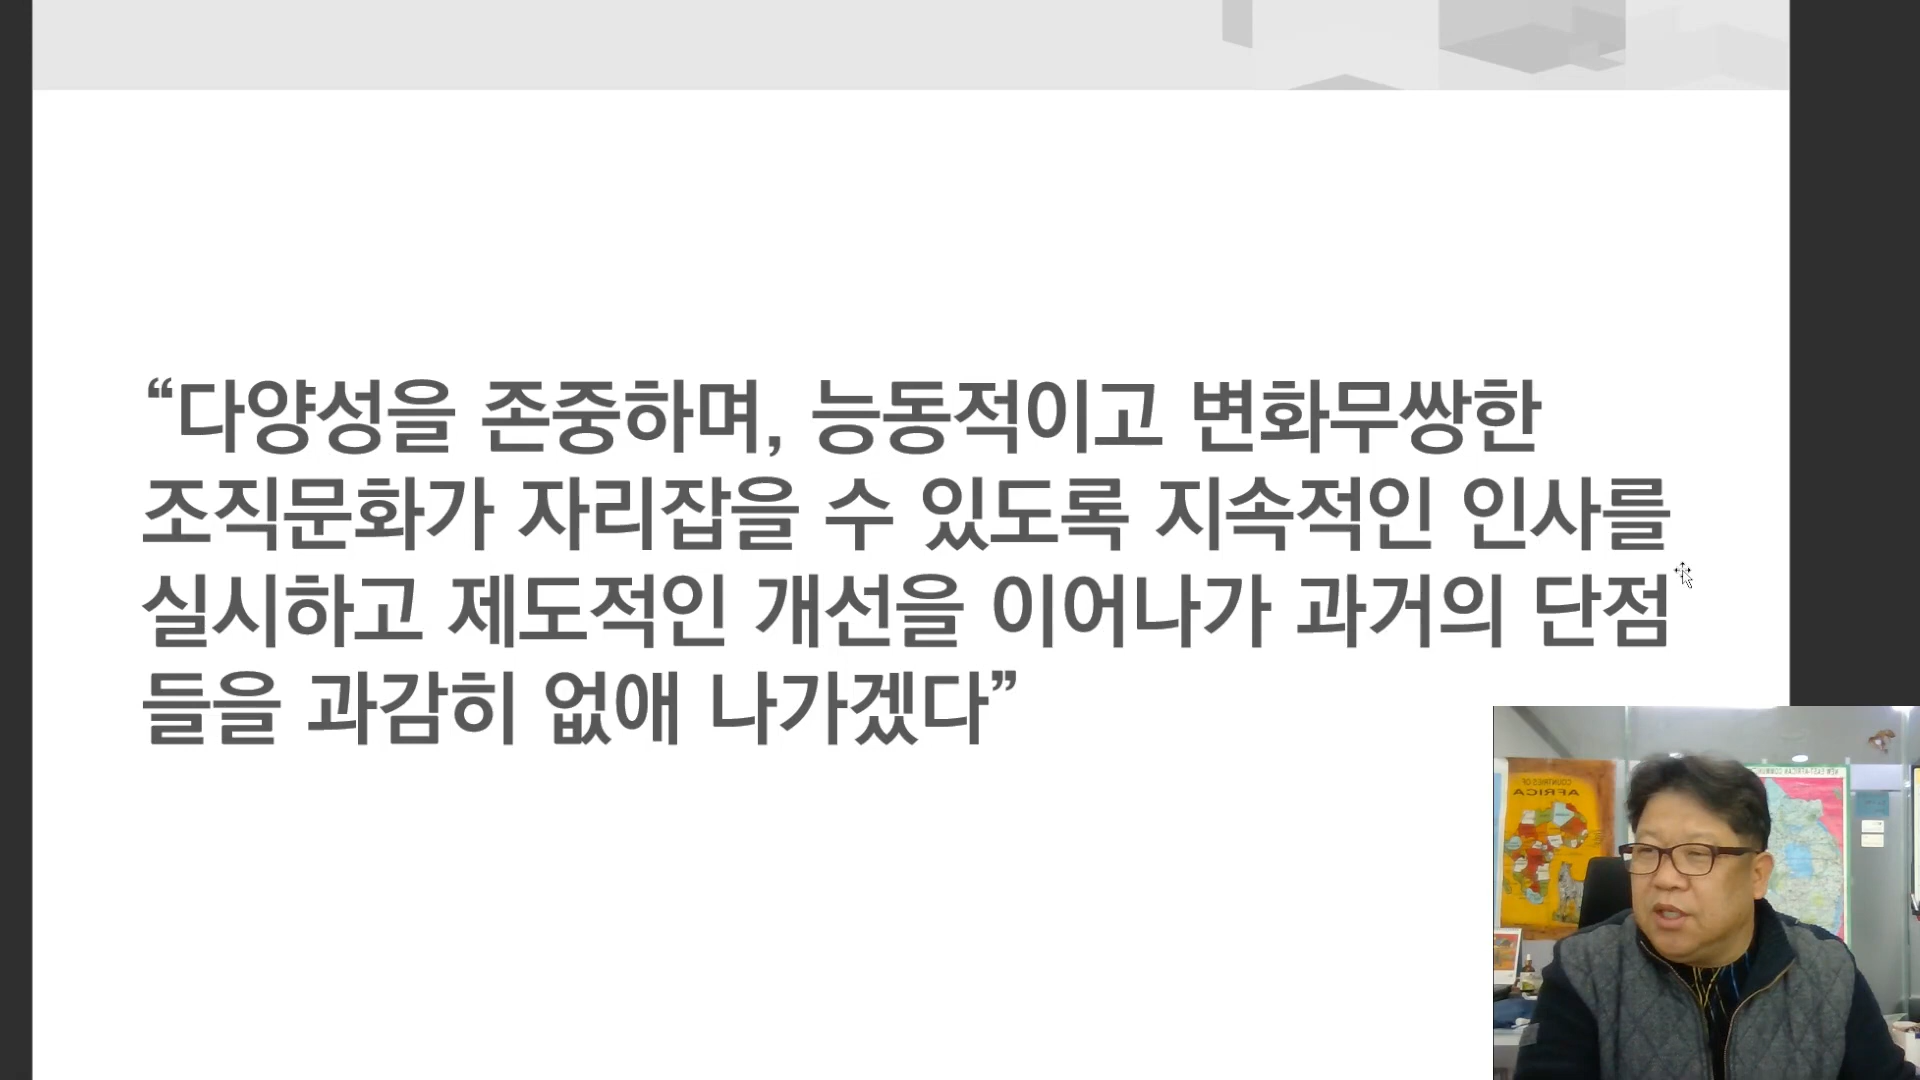 “다양성을 존중하며, 능동적이고 변화무쌍한
조직문화가 자리잡을 수 있도록 지속적인 인사를
실시하고 제도적인 개선을 이어나가 과거의 단점
들을 과감히 없애 나가겠다”
COUNTRIES OF
AFRICA